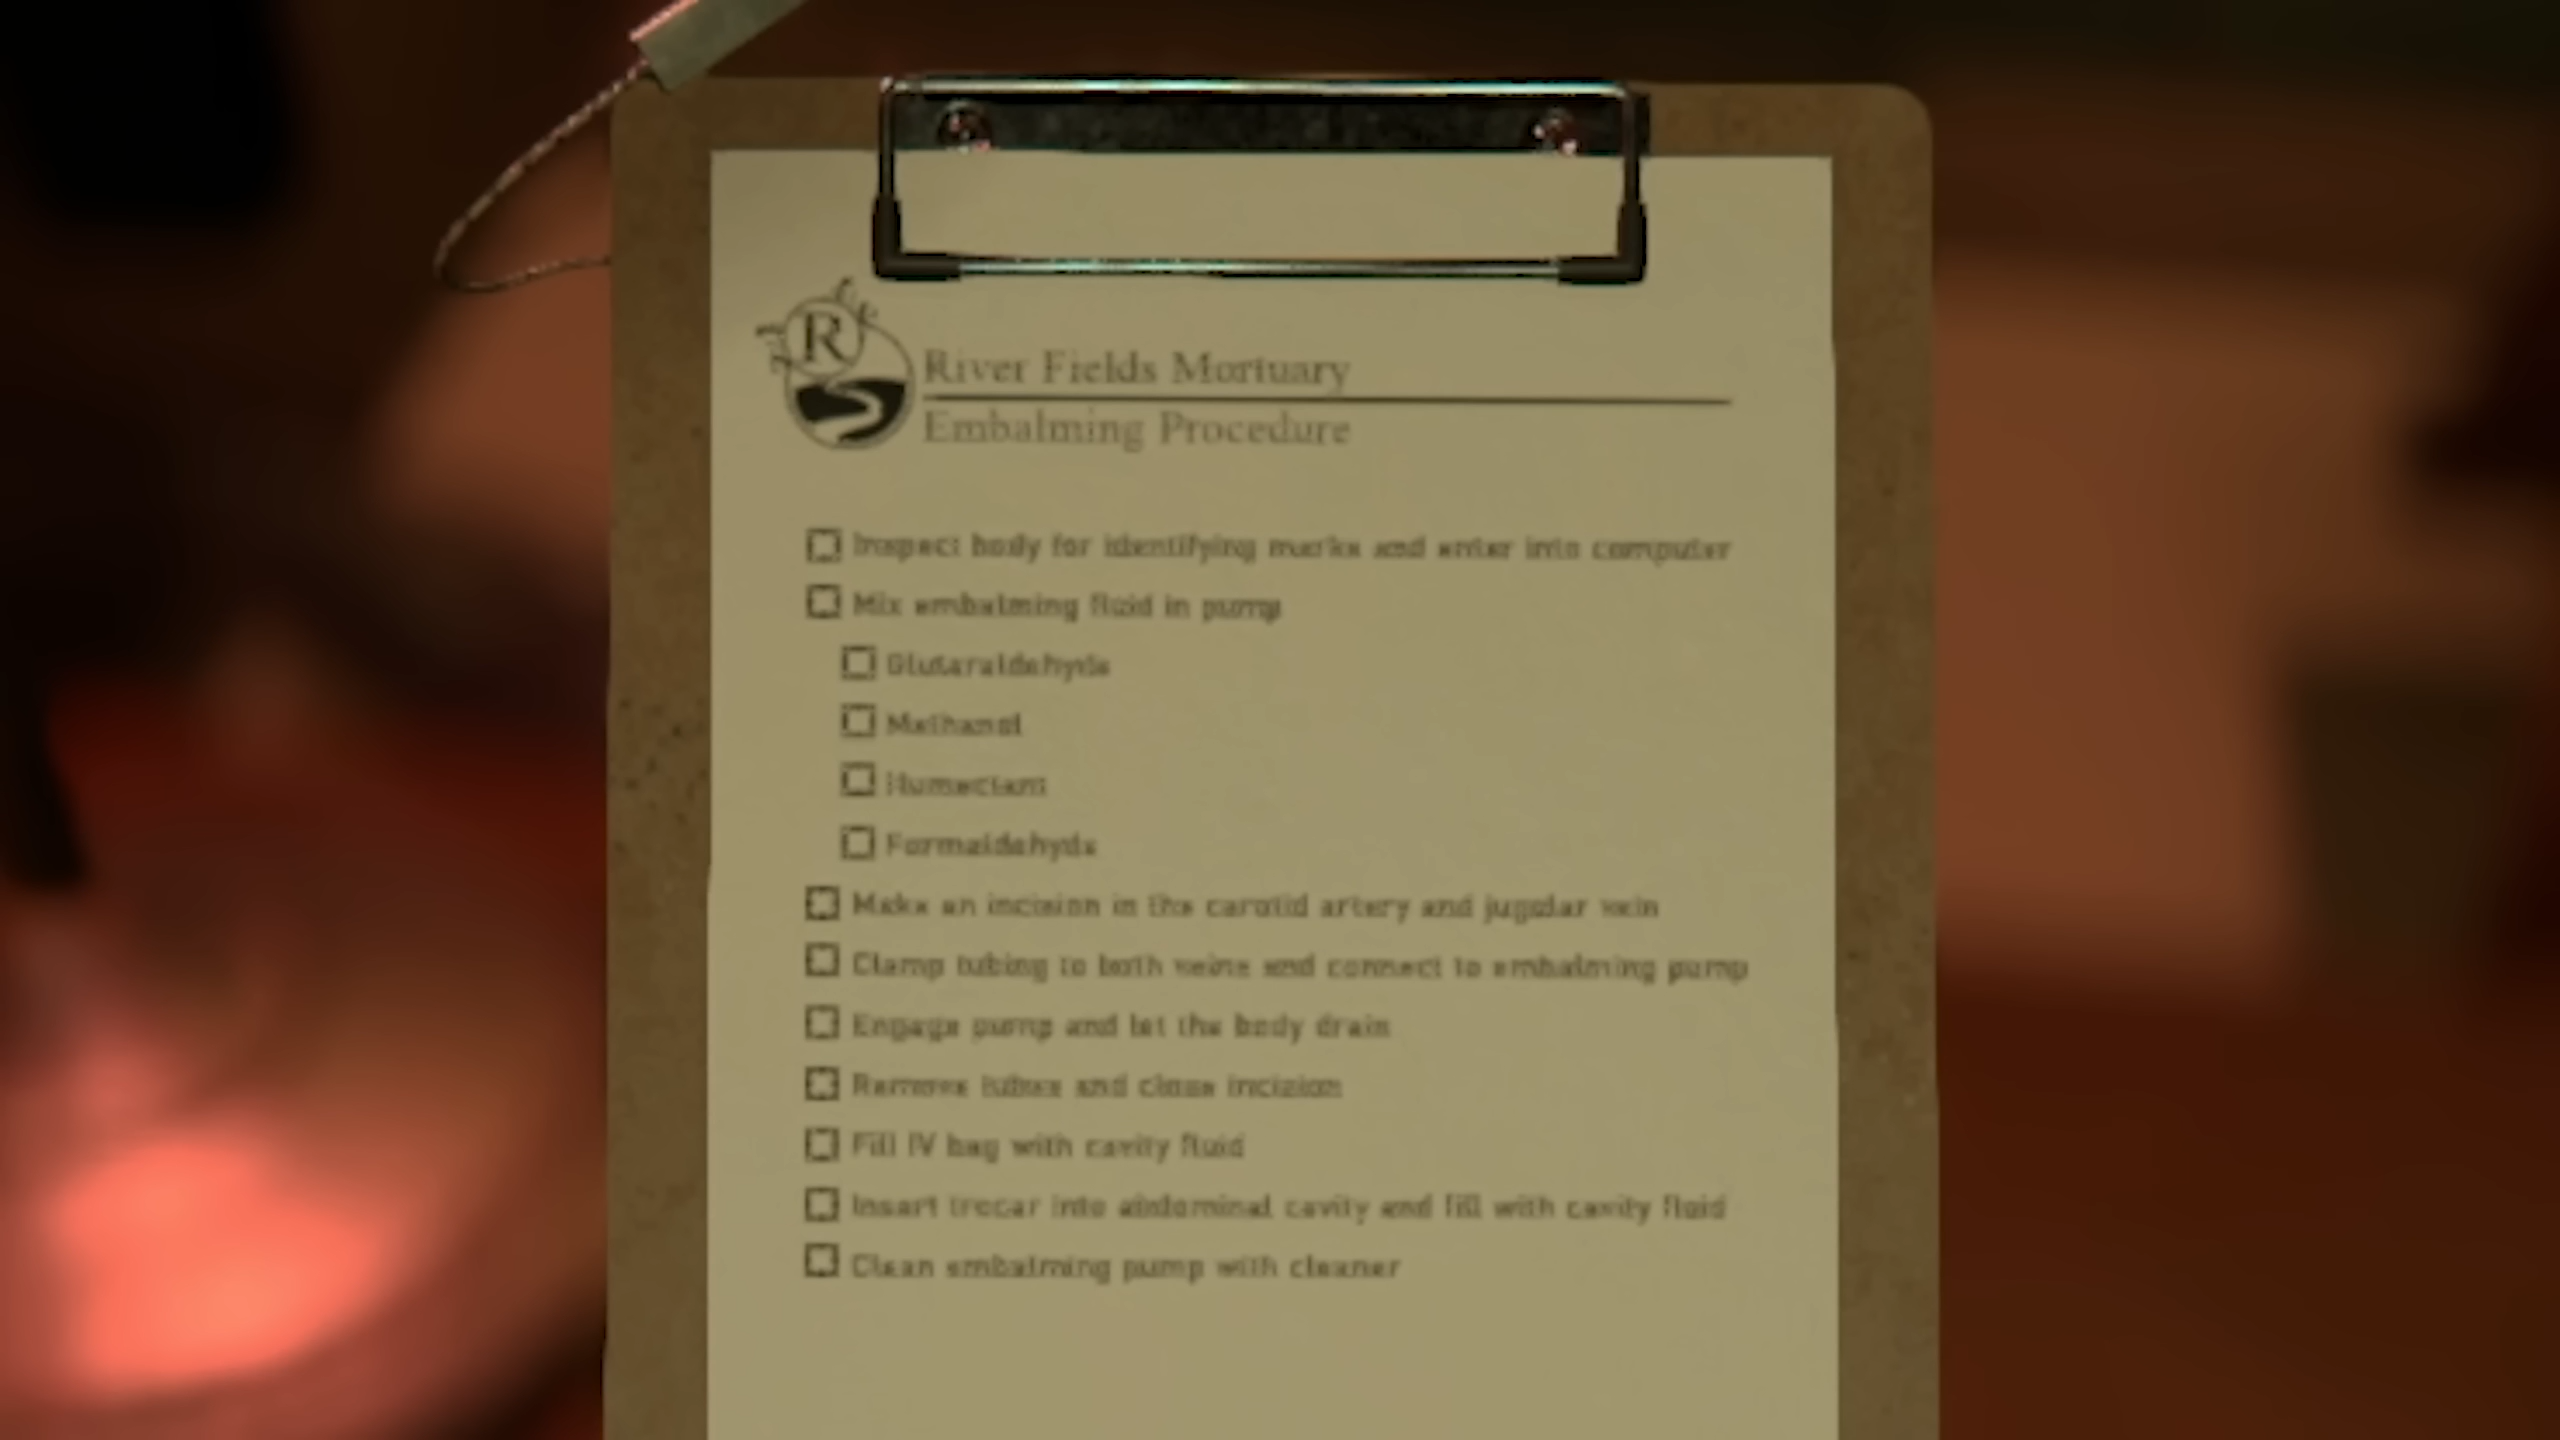 R
River Fields Mortuary
Embalming Procedure
Inspect body for identifying marks and enter into computer
Mix embalming fluid in pump
Glutaraldehyde
Methanol
Humectant
Formaldehyde
Make an incision in the carotid artery and jugular vein
Clamp tubing to both veins and connect to embalming pump
Engage pump and let the body drain
Remove tubes and close incision
Fill IV bag with cavity fluid
Insert trocar into abdominal cavity and fill with cavity fluid
Clean embalming pump with cleaner